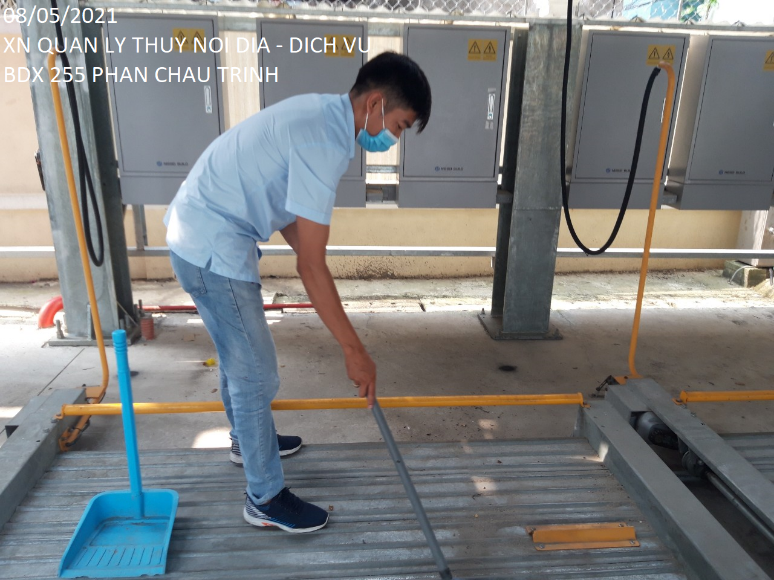 08/05/2021
XN QUAN LY THUY NOI DIA - DICH VU
BDX 255 PHAN CHAU TRINH